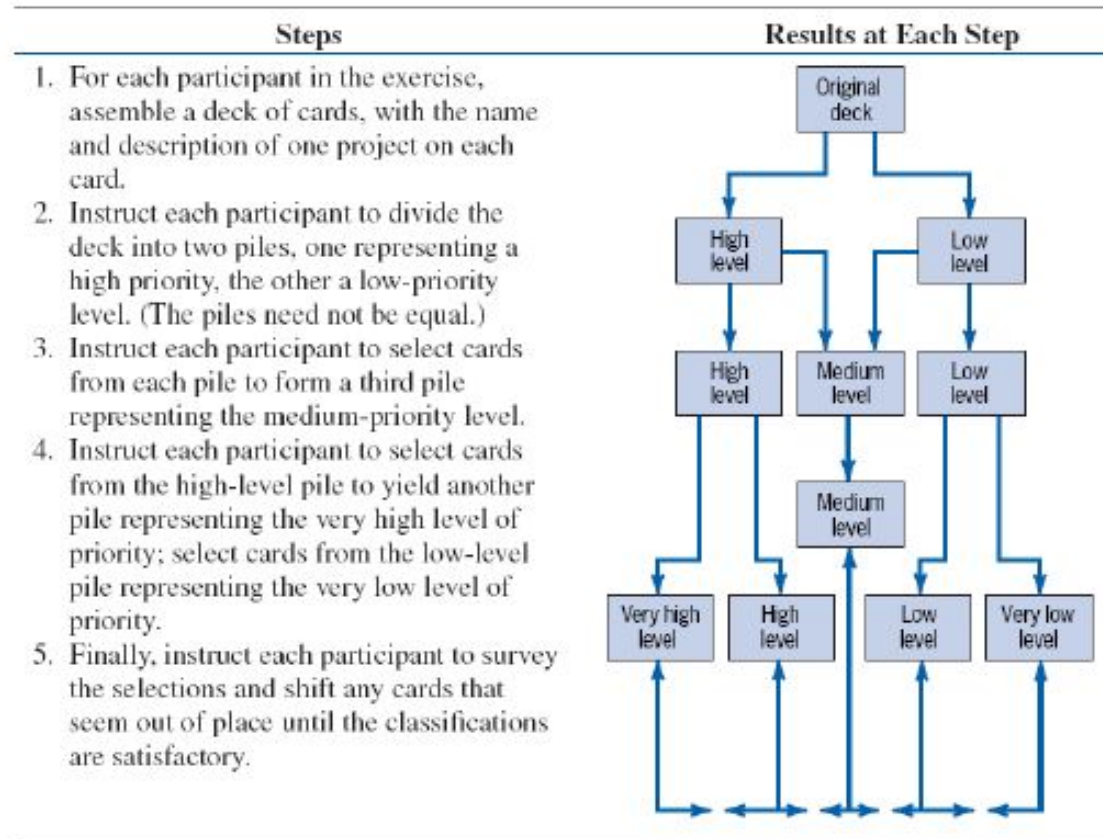 Steps
Results at Each Step
1. For each participant in the exercise,
assemble a deck of cards, with the name
and description of one project on each
card.
2. Instruct each participant to divide the
deck into two piles, one representing a
high priority, the other a low-priority
level. (The piles need not be equal.)
3. Instruct each participant to select cards
from each pile to form a third pile
representing the medium-priority level.
4. Instruct each participant to select cards
from the high-level pile to yield another
pile representing the very high level of
priority; select cards from the low-level
pile representing the very low level of
priority.
5. Finally, instruct each participant to survey
the selections and shift any cards that
seem out of place until the classifications
are satisfactory.
Original
deck
High
level
Low
level
High
level
Medium
level
Low
level
Medium
level
Very high
level
High
level
Low
level
Very low
level